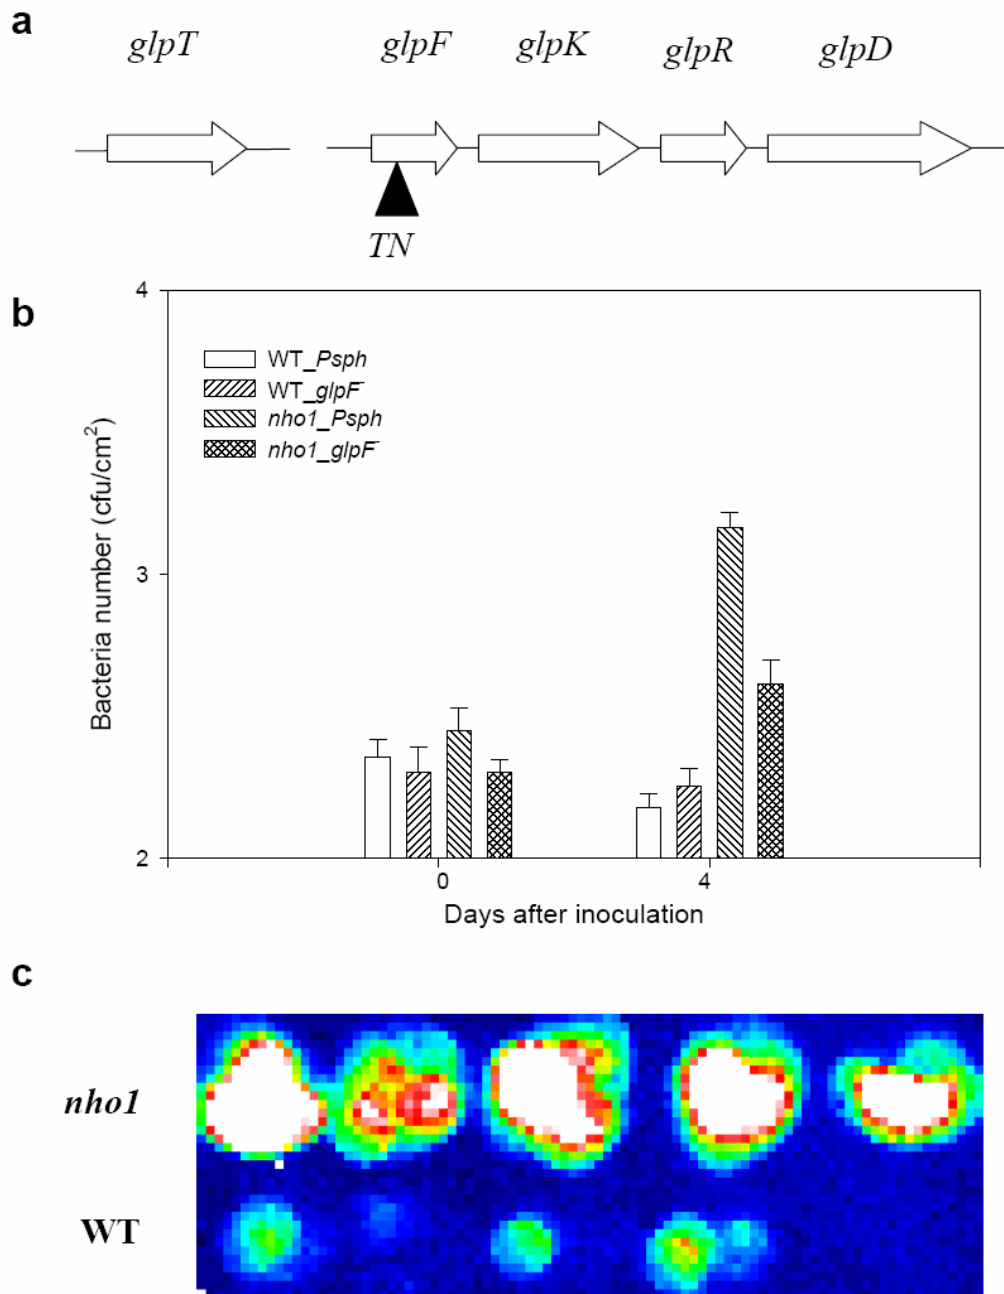 a
glpT glpF glpK glpR glpD
TN
b
4
WT_Psph
WT_glpF⁻
nho1_Psph
nho1_glpF⁻
3
2
Bacteria number (cfu/cm²)
0 4
Days after inoculation
c
nho1
WT